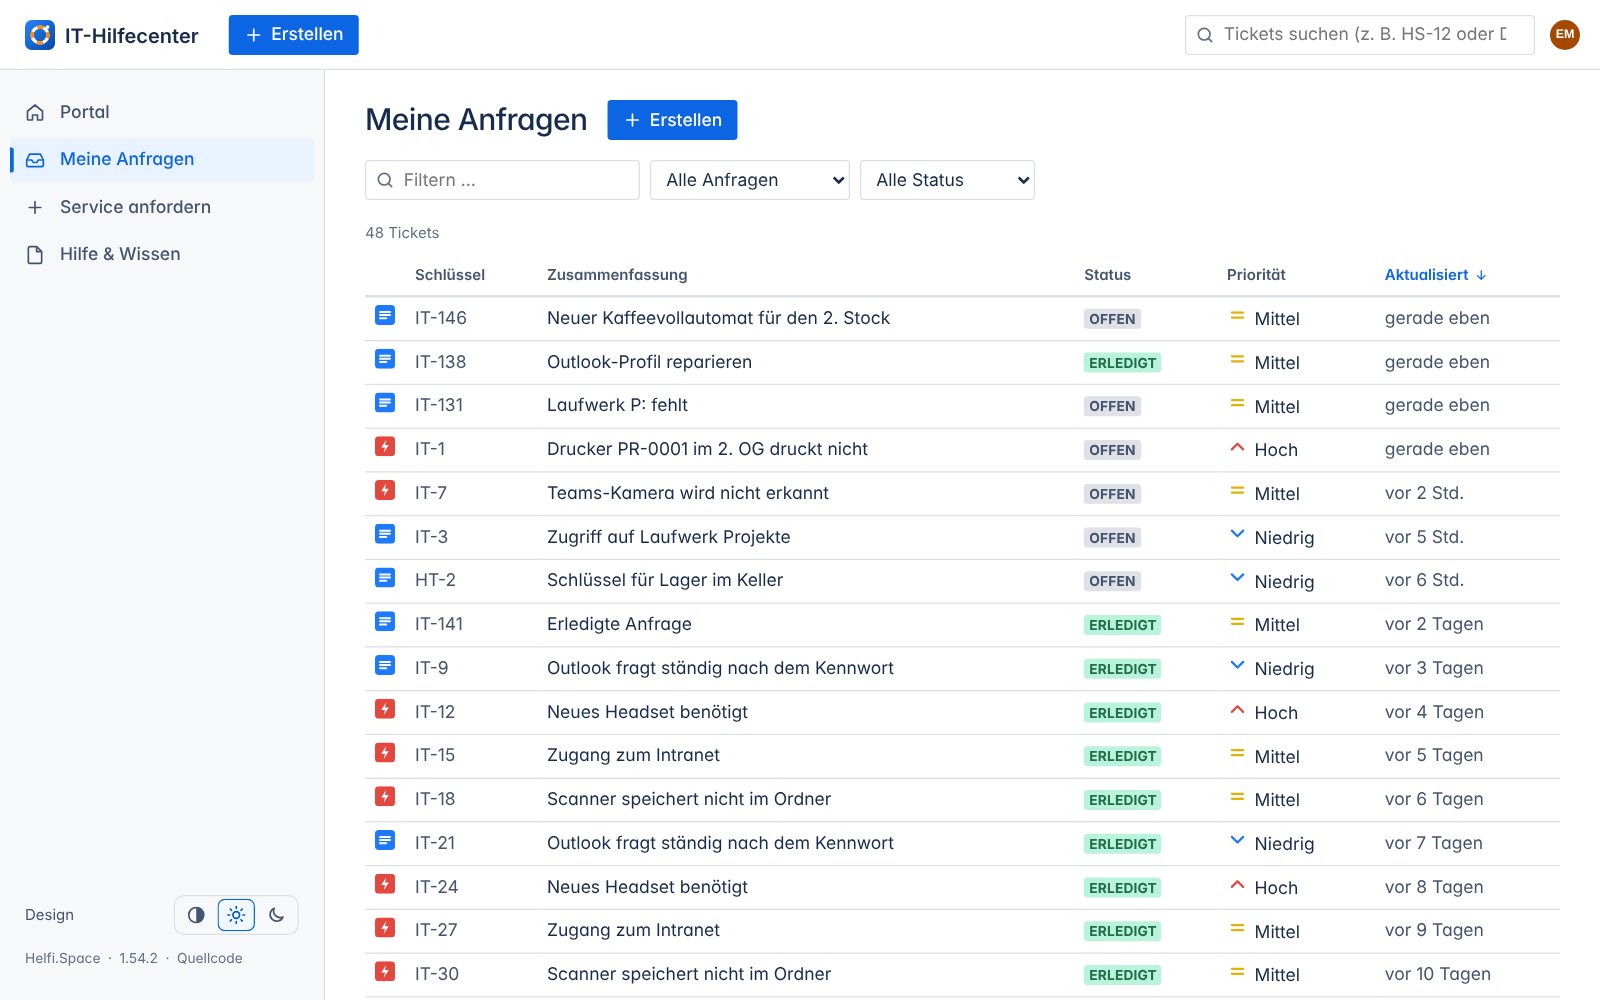 IT-Hilfecenter
Erstellen
Tickets suchen (z. B. HS-12 oder
EM
Portal
Meine Anfragen
Service anfordern
Hilfe & Wissen
Design
Helfi.Space · 1.54.2 · Quellcode
Meine Anfragen
Erstellen
Filtern ...
Alle Anfragen
Alle Status
48 Tickets
Schlüssel Zusammenfassung Status Priorität Aktualisiert ↓
IT-146 Neuer Kaffeevollautomat für den 2. Stock OFFEN Mittel gerade eben
IT-138 Outlook-Profil reparieren ERLEDIGT Mittel gerade eben
IT-131 Laufwerk P: fehlt OFFEN Mittel gerade eben
IT-1 Drucker PR-0001 im 2. OG druckt nicht OFFEN Hoch gerade eben
IT-7 Teams-Kamera wird nicht erkannt OFFEN Mittel vor 2 Std.
IT-3 Zugriff auf Laufwerk Projekte OFFEN Niedrig vor 5 Std.
HT-2 Schlüssel für Lager im Keller OFFEN Niedrig vor 6 Std.
IT-141 Erledigte Anfrage ERLEDIGT Mittel vor 2 Tagen
IT-9 Outlook fragt ständig nach dem Kennwort ERLEDIGT Niedrig vor 3 Tagen
IT-12 Neues Headset benötigt ERLEDIGT Hoch vor 4 Tagen
IT-15 Zugang zum Intranet ERLEDIGT Mittel vor 5 Tagen
IT-18 Scanner speichert nicht im Ordner ERLEDIGT Mittel vor 6 Tagen
IT-21 Outlook fragt ständig nach dem Kennwort ERLEDIGT Niedrig vor 7 Tagen
IT-24 Neues Headset benötigt ERLEDIGT Hoch vor 8 Tagen
IT-27 Zugang zum Intranet ERLEDIGT Mittel vor 9 Tagen
IT-30 Scanner speichert nicht im Ordner ERLEDIGT Mittel vor 10 Tagen